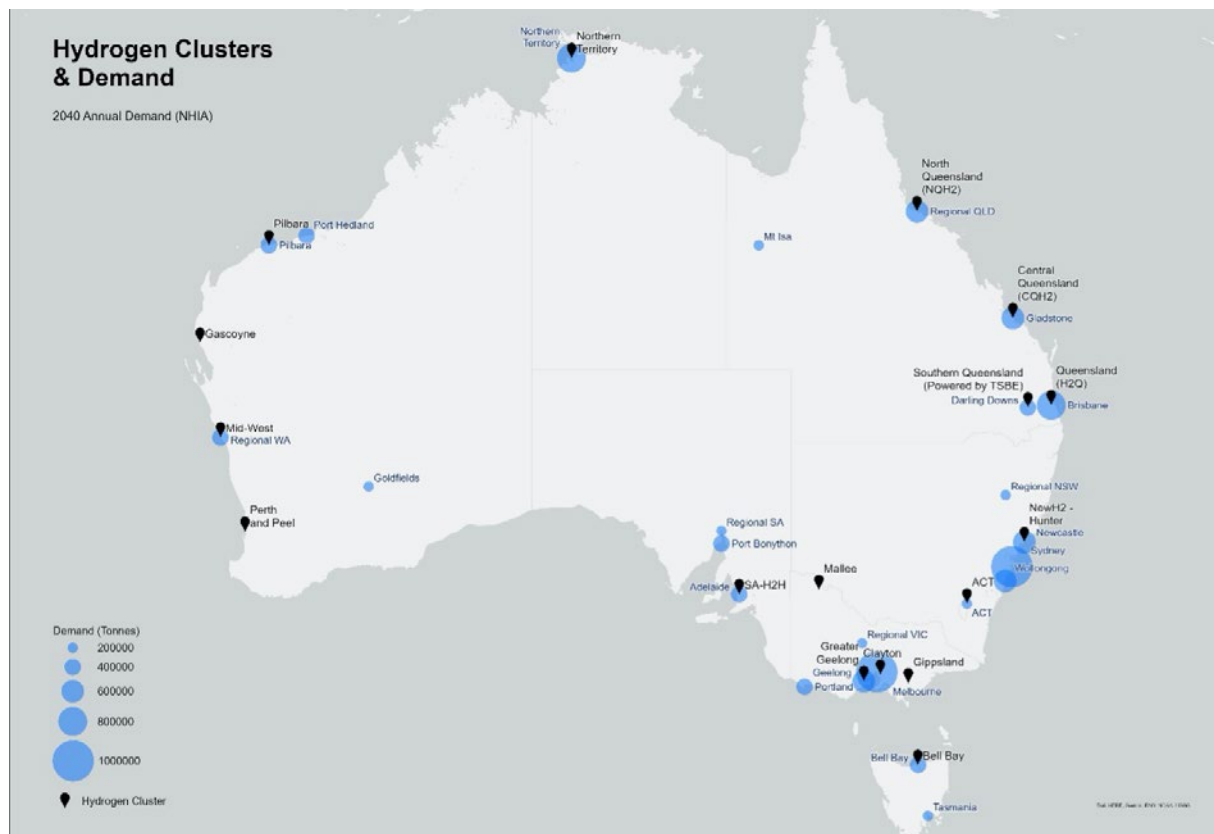 Hydrogen Clusters
& Demand
2040 Annual Demand (NHIA)
Northern
Territory
Northern
Territory
North
Queensland
(NQH2)
Regional QLD
Pilbara
Port Hedland
Pilbara
Mt Isa
Central
Queensland
(CQH2)
Gladstone
Gascoyne
Southern Queensland
(Powered by TSBE)
Darling Downs
Queensland
(H2Q)
Brisbane
Mid-West
Regional WA
Goldfields
Regional NSW
Perth
and Peel
NewH2 -
Hunter
Newcastle
Sydney
Wollongong
Regional SA
Port Bonython
Mallee
Adelaide
SA-H2H
ACT
ACT
Regional VIC
Greater
Geelong
Clayton
Gippsland
Geelong
Portland
Melbourne
Bell Bay
Bell Bay
Tasmania
Demand (Tonnes)
200000
400000
600000
800000
1000000
Hydrogen Cluster